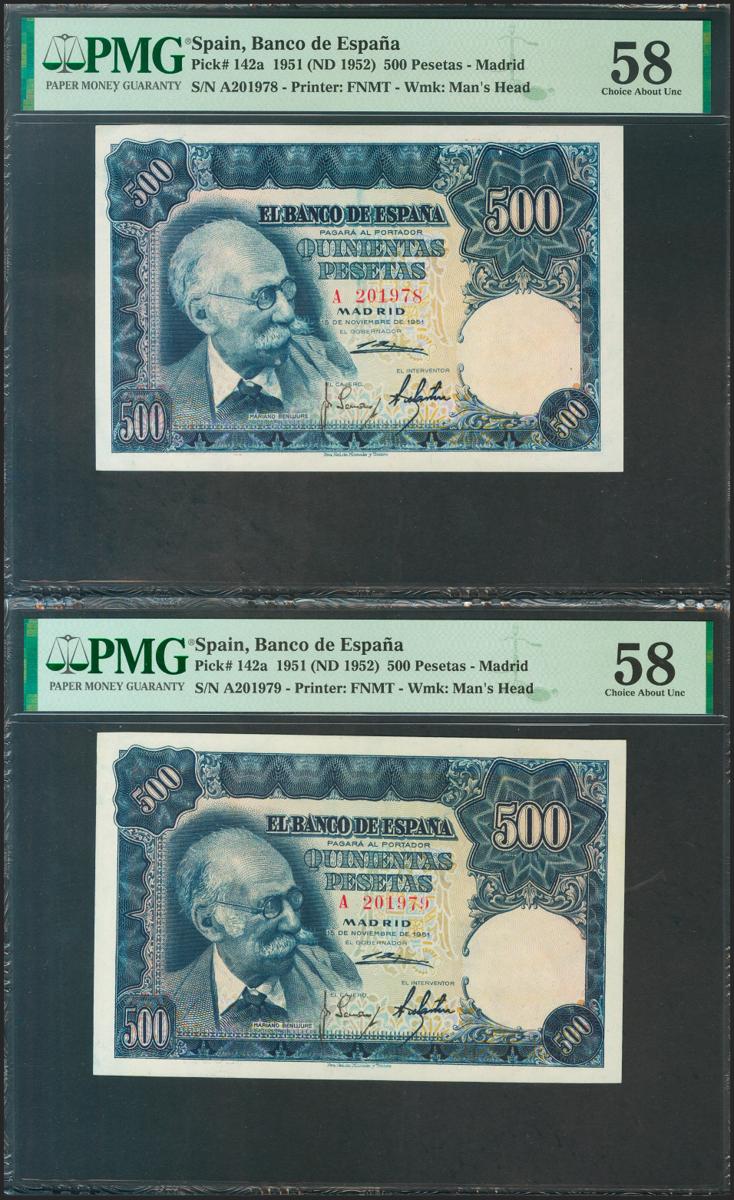 PMG®
PAPER MONEY GUARANTY
Spain, Banco de España
Pick# 142a 1951 (ND 1952) 500 Pesetas - Madrid
S/N A201978 - Printer: FNMT - Wmk: Man's Head
58
Choice About Unc
500
500
EL BANCO DE ESPAÑA
PAGARÁ AL PORTADOR
QUINIENTAS
PESETAS
A 201978
MADRID
15 DE NOVIEMBRE DE 1951
EL GOBERNADOR
EL INTERVENTOR
EL CAJERO
MARIANO BENLLIURE
500
500
PMG®
PAPER MONEY GUARANTY
Spain, Banco de España
Pick# 142a 1951 (ND 1952) 500 Pesetas - Madrid
S/N A201979 - Printer: FNMT - Wmk: Man's Head
58
Choice About Unc
500
500
EL BANCO DE ESPAÑA
PAGARÁ AL PORTADOR
QUINIENTAS
PESETAS
A 201979
MADRID
15 DE NOVIEMBRE DE 1951
EL GOBERNADOR
EL INTERVENTOR
EL CAJERO
MARIANO BENLLIURE
500
500